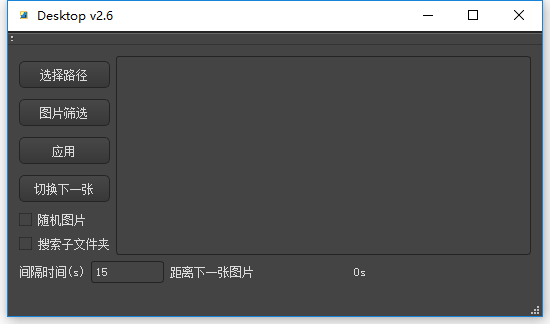 Desktop v2.6
选择路径
图片筛选
应用
切换下一张
随机图片
搜索子文件夹
间隔时间(s) 15 距离下一张图片 0s